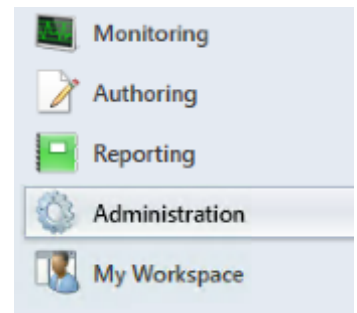 Monitoring
Authoring
Reporting
Administration
My Workspace